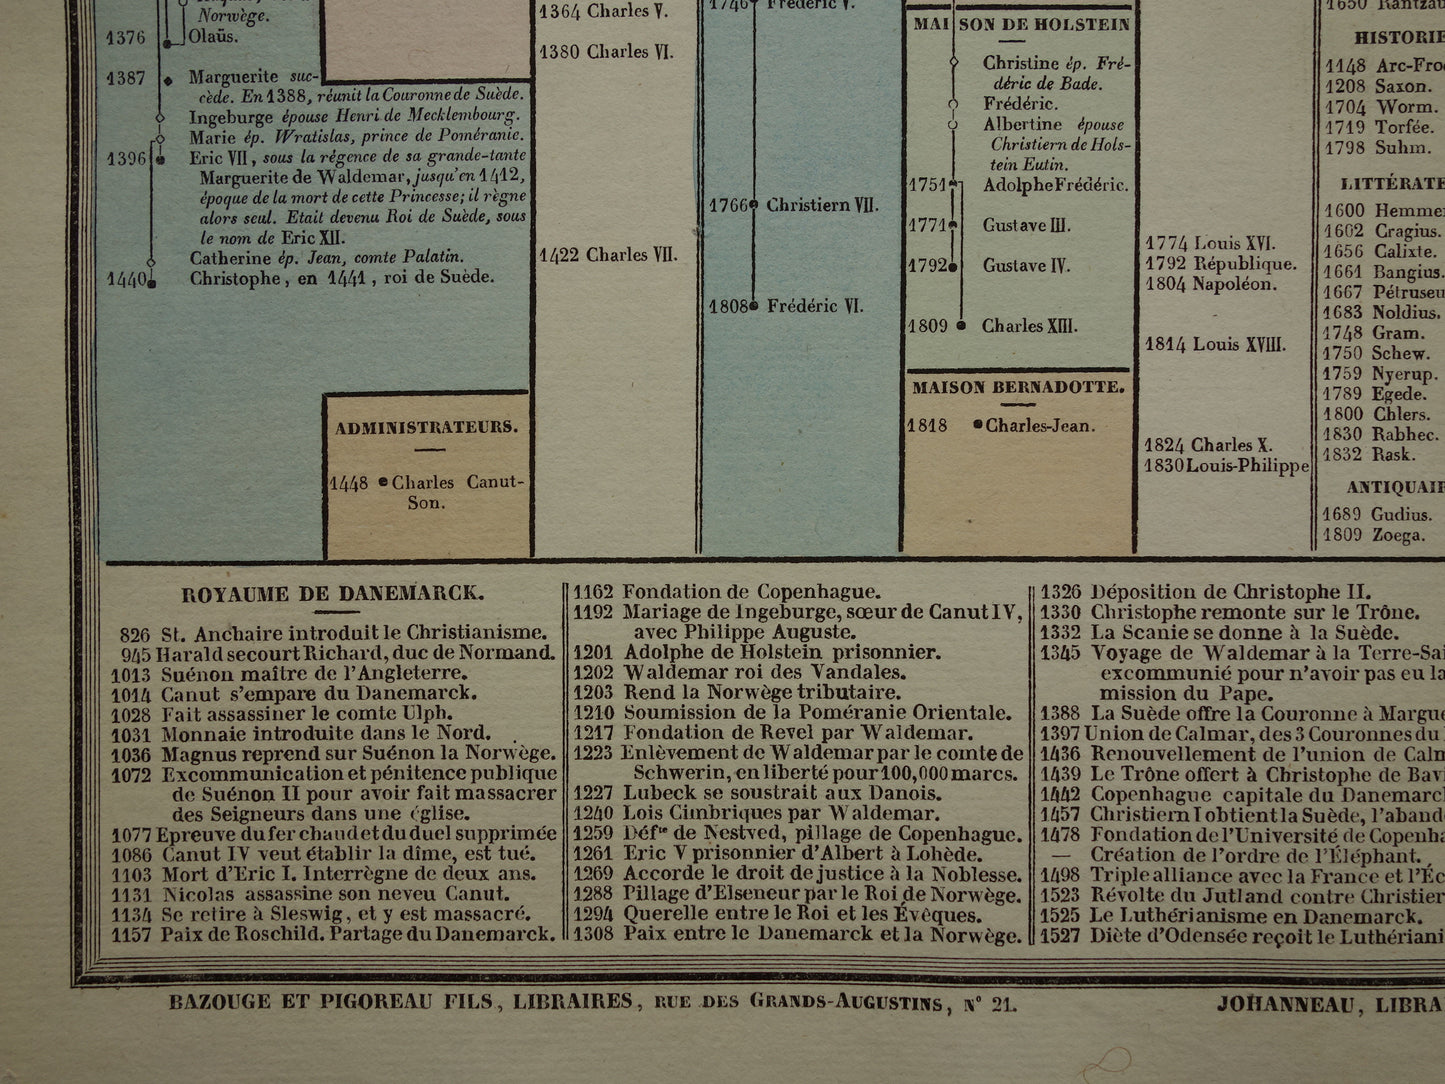 Norwège.
1376 Olaüs.
1387 Marguerite suc-
cède. En 1388, réunit la Couronne de Suède.
Ingeburge épouse Henri de Mecklembourg.
Marie ép. Wratislas, prince de Poméranie.
1396 Eric VII, sous la régence de sa grande-tante
Marguerite de Waldemar, jusqu'en 1412,
époque de la mort de cette Princesse; il règne
alors seul. Etait devenu Roi de Suède, sous
le nom de Eric XII.
Catherine ép. Jean, comte Palatin.
1440 Christophe, en 1441, roi de Suède.
ADMINISTRATEURS.
1448 Charles Canut-
Son.
1364 Charles V.
1380 Charles VI.
1422 Charles VII.
1746 Frédéric V.
1766 Christiern VII.
1808 Frédéric VI.
MAISON DE HOLSTEIN
Christine ép. Fré-
déric de Bade.
Frédéric.
Albertine épouse
Christiern de Hols-
tein Eutin.
1751 Adolphe Frédéric.
1771 Gustave III.
1792 Gustave IV.
1809 Charles XIII.
MAISON BERNADOTTE.
1818 Charles-Jean.
1774 Louis XVI.
1792 République.
1804 Napoléon.
1814 Louis XVIII.
1824 Charles X.
1830 Louis-Philippe
1650 Rantzau
HISTORIE
1148 Arc-Fro
1208 Saxon.
1704 Worm.
1719 Torfée.
1798 Suhm.
LITTÉRATE
1600 Hemmer
1602 Cragius.
1656 Calixte.
1661 Bangius.
1667 Pétruseu
1683 Noldius.
1748 Gram.
1750 Schew.
1759 Nyerup.
1789 Egede.
1800 Chlers.
1830 Rabhec.
1832 Rask.
ANTIQUAIR
1689 Gudius.
1809 Zoega.
ROYAUME DE DANEMARCK.
826 St. Anchaire introduit le Christianisme.
945 Harald secourt Richard, duc de Normand.
1013 Suénon maître de l'Angleterre.
1014 Canut s'empare du Danemarck.
1028 Fait assassiner le comte Ulph.
1031 Monnaie introduite dans le Nord.
1036 Magnus reprend sur Suénon la Norwège.
1072 Excommunication et pénitence publique
de Suénon II pour avoir fait massacrer
des Seigneurs dans une église.
1077 Epreuve du fer chaud et du duel supprimée
1086 Canut IV veut établir la dîme, est tué.
1103 Mort d'Eric I. Interrègne de deux ans.
1131 Nicolas assassine son neveu Canut.
1134 Se retire à Sleswig, et y est massacré.
1157 Paix de Roschild. Partage du Danemarck.
1162 Fondation de Copenhague.
1192 Mariage de Ingeburge, sœur de Canut IV,
avec Philippe Auguste.
1201 Adolphe de Holstein prisonnier.
1202 Waldemar roi des Vandales.
1203 Rend la Norwège tributaire.
1210 Soumission de la Poméranie Orientale.
1217 Fondation de Revel par Waldemar.
1223 Enlèvement de Waldemar par le comte de
Schwerin, en liberté pour 100,000 marcs.
1227 Lubeck se soustrait aux Danois.
1240 Lois Cimbriques par Waldemar.
1259 Défte de Nestved, pillage de Copenhague.
1261 Eric V prisonnier d'Albert à Lohède.
1269 Accorde le droit de justice à la Noblesse.
1288 Pillage d'Elseneur par le Roi de Norwège.
1294 Querelle entre le Roi et les Évêques.
1308 Paix entre le Danemarck et la Norwège.
1326 Déposition de Christophe II.
1330 Christophe remonte sur le Trône.
1332 La Scanie se donne à la Suède.
1345 Voyage de Waldemar à la Terre-Sai
excommunié pour n'avoir pas eu la
mission du Pape.
1388 La Suède offre la Couronne à Margue
1397 Union de Calmar, des 3 Couronnes du
1436 Renouvellement de l'union de Calm
1439 Le Trône offert à Christophe de Bav
1442 Copenhague capitale du Danemarc
1457 Christiern I obtient la Suède, l'aband
1478 Fondation de l'Université de Copenha
— Création de l'ordre de l'Éléphant.
1498 Triple alliance avec la France et l'Éc
1523 Révolte du Jutland contre Christier
1525 Le Luthérianisme en Danemarck.
1527 Diète d'Odensée reçoit le Luthériani
BAZOUGE ET PIGOREAU FILS, LIBRAIRES, RUE DES GRANDS-AUGUSTINS, N° 21.
JOHANNEAU, LIBRA